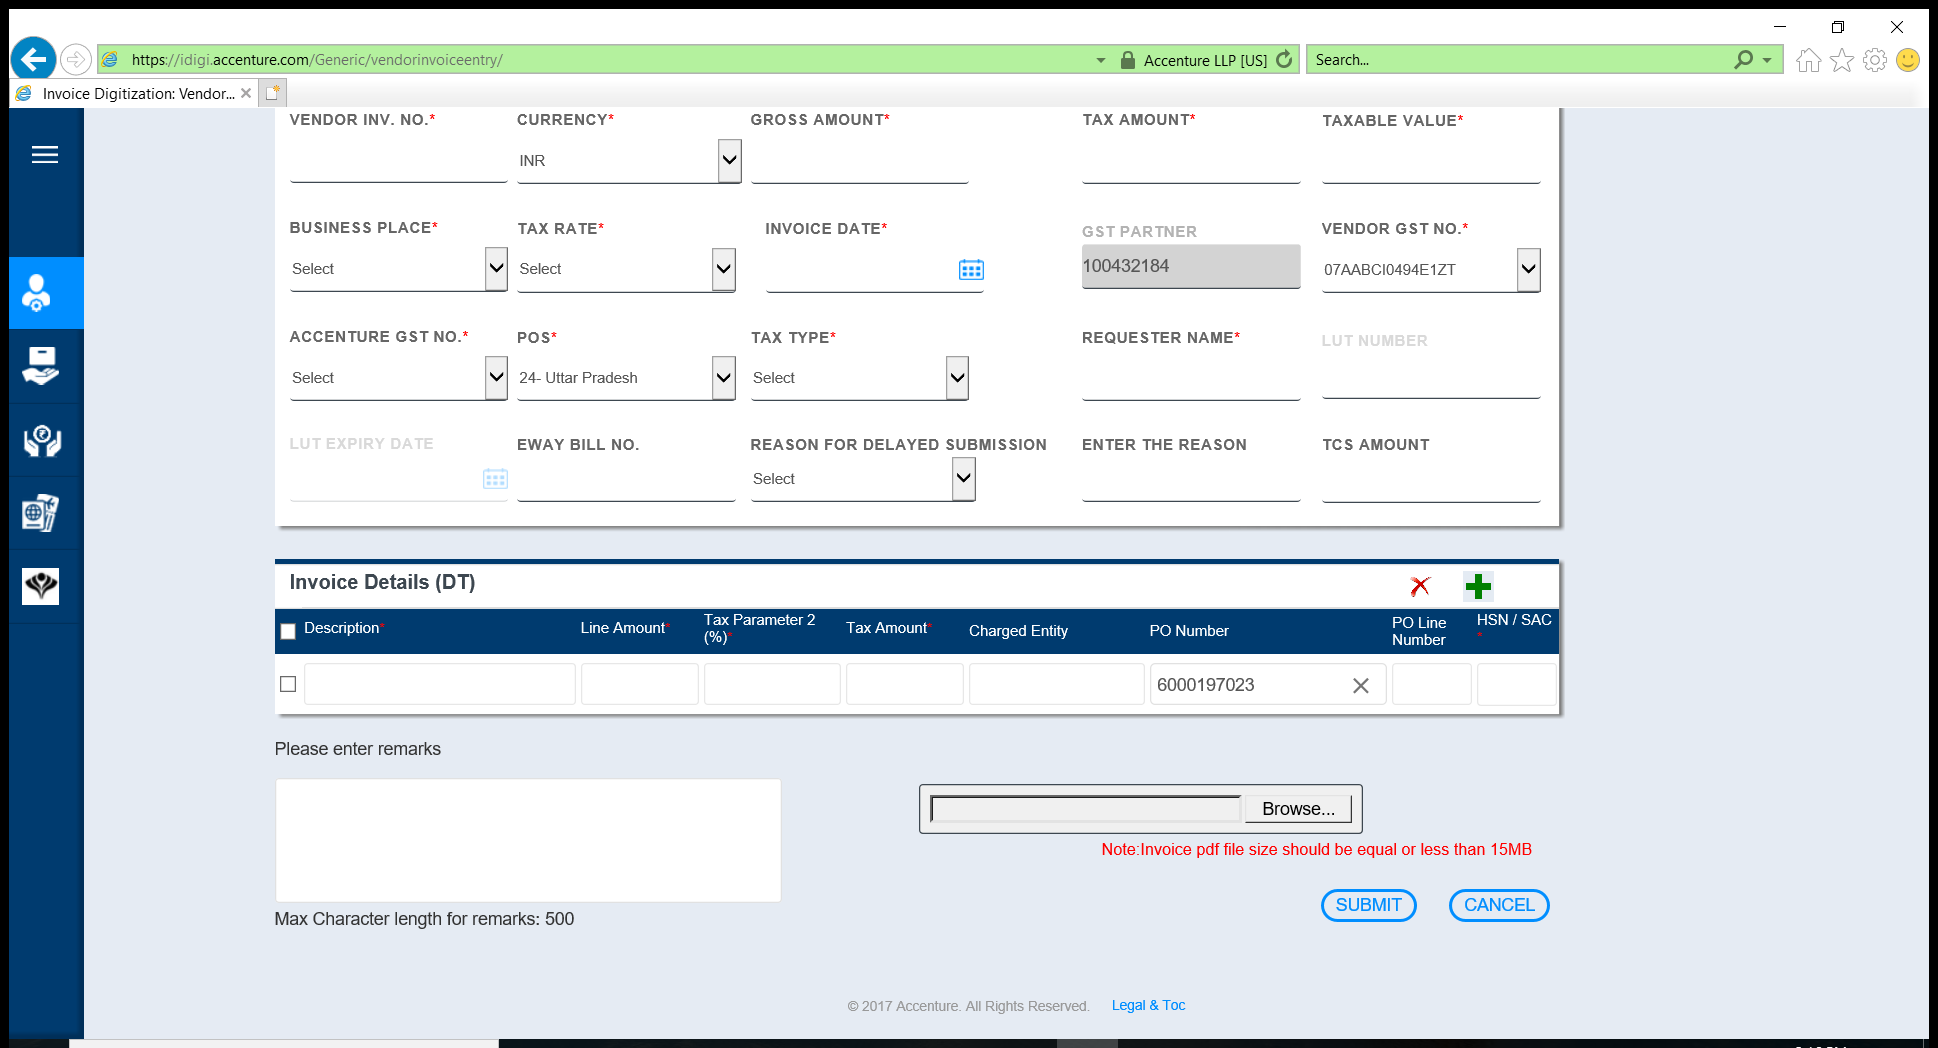 https://idigi.accenture.com/Generic/vendorinvoiceentry/ Accenture LLP [US] Search...
Invoice Digitization: Vendor...
VENDOR INV. NO.* CURRENCY* GROSS AMOUNT* TAX AMOUNT* TAXABLE VALUE*
INR
BUSINESS PLACE* TAX RATE* INVOICE DATE* GST PARTNER VENDOR GST NO.*
Select Select 100432184 07AABCI0494E1ZT
ACCENTURE GST NO.* POS* TAX TYPE* REQUESTER NAME* LUT NUMBER
Select 24- Uttar Pradesh Select
LUT EXPIRY DATE EWAY BILL NO. REASON FOR DELAYED SUBMISSION ENTER THE REASON TCS AMOUNT
Select
Invoice Details (DT)
Description* Line Amount* Tax Parameter 2 (%)* Tax Amount* Charged Entity PO Number PO Line Number HSN / SAC *
6000197023
Please enter remarks
Browse...
Note:Invoice pdf file size should be equal or less than 15MB
SUBMIT CANCEL
Max Character length for remarks: 500
© 2017 Accenture. All Rights Reserved. Legal & Toc